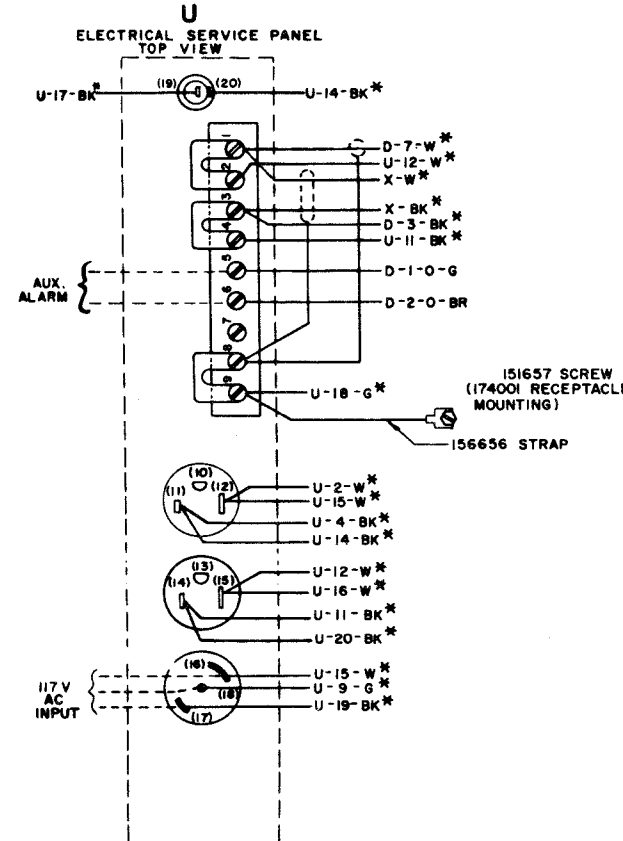 U
ELECTRICAL SERVICE PANEL
TOP VIEW
U-17-BK*
(19)
(20)
U-14-BK*
1
2
3
4
5
6
7
8
9
D-7-W*
U-12-W*
X-W*
X-BK*
D-3-BK*
U-11-BK*
AUX.
ALARM
D-1-O-G
D-2-O-BR
U-18-G*
151657 SCREW
(174001 RECEPTACLE
MOUNTING)
156656 STRAP
(10)
(11)
(12)
U-2-W*
U-15-W*
U-4-BK*
U-14-BK*
(13)
(14)
(15)
U-12-W*
U-16-W*
U-11-BK*
U-20-BK*
117 V
AC
INPUT
(16)
(18)
(17)
U-15-W*
U-9-G*
U-19-BK*